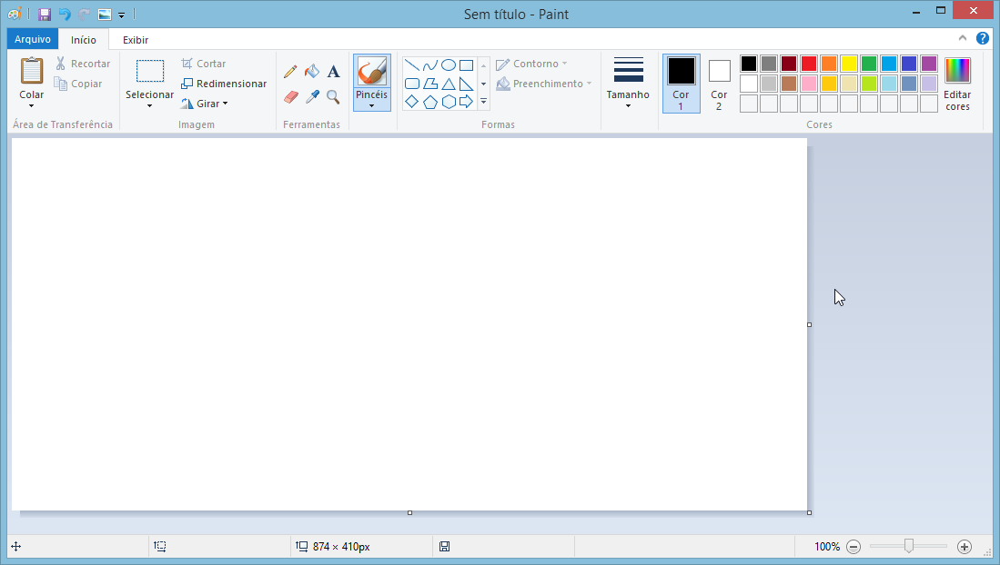 Sem título - Paint
Arquivo Início Exibir
Colar
Recortar
Copiar
Área de Transferência
Selecionar
Cortar
Redimensionar
Girar
Imagem
A
Ferramentas
Pincéis
Contorno
Preenchimento
Formas
Tamanho
Cor
1
Cor
2
Editar
cores
Cores
874 × 410px
100%